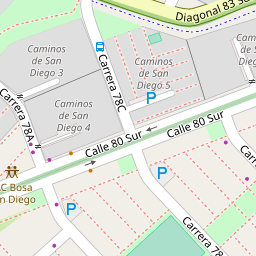 Diagonal 83 Su
Caminos
de San
Diego 3
Caminos
de San
Diego 5
Carrera 78C
P
Carrera 78A
Caminos
de San
Diego 4
Calle 80 Sur
Calle 80 Sur
C Bosa
n Diego
P
P
Carrera 78